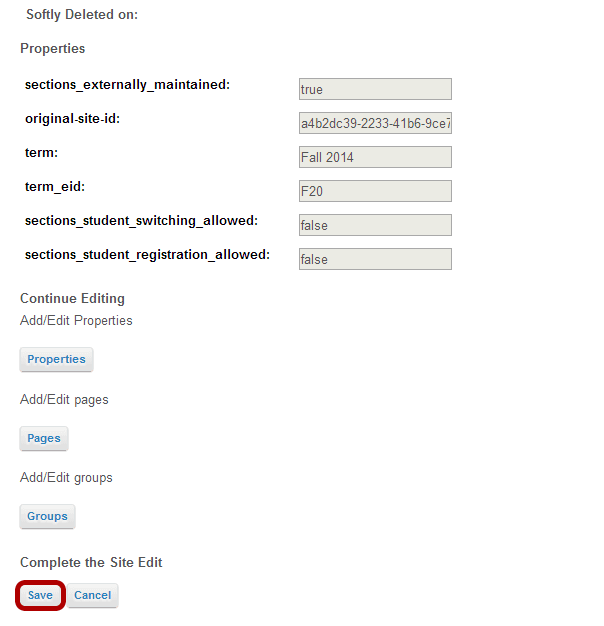 Softly Deleted on:
Properties
sections_externally_maintained: true
original-site-id: a4b2dc39-2233-41b6-9ce7
term: Fall 2014
term_eid: F20
sections_student_switching_allowed: false
sections_student_registration_allowed: false
Continue Editing
Add/Edit Properties
Properties
Add/Edit pages
Pages
Add/Edit groups
Groups
Complete the Site Edit
Save Cancel